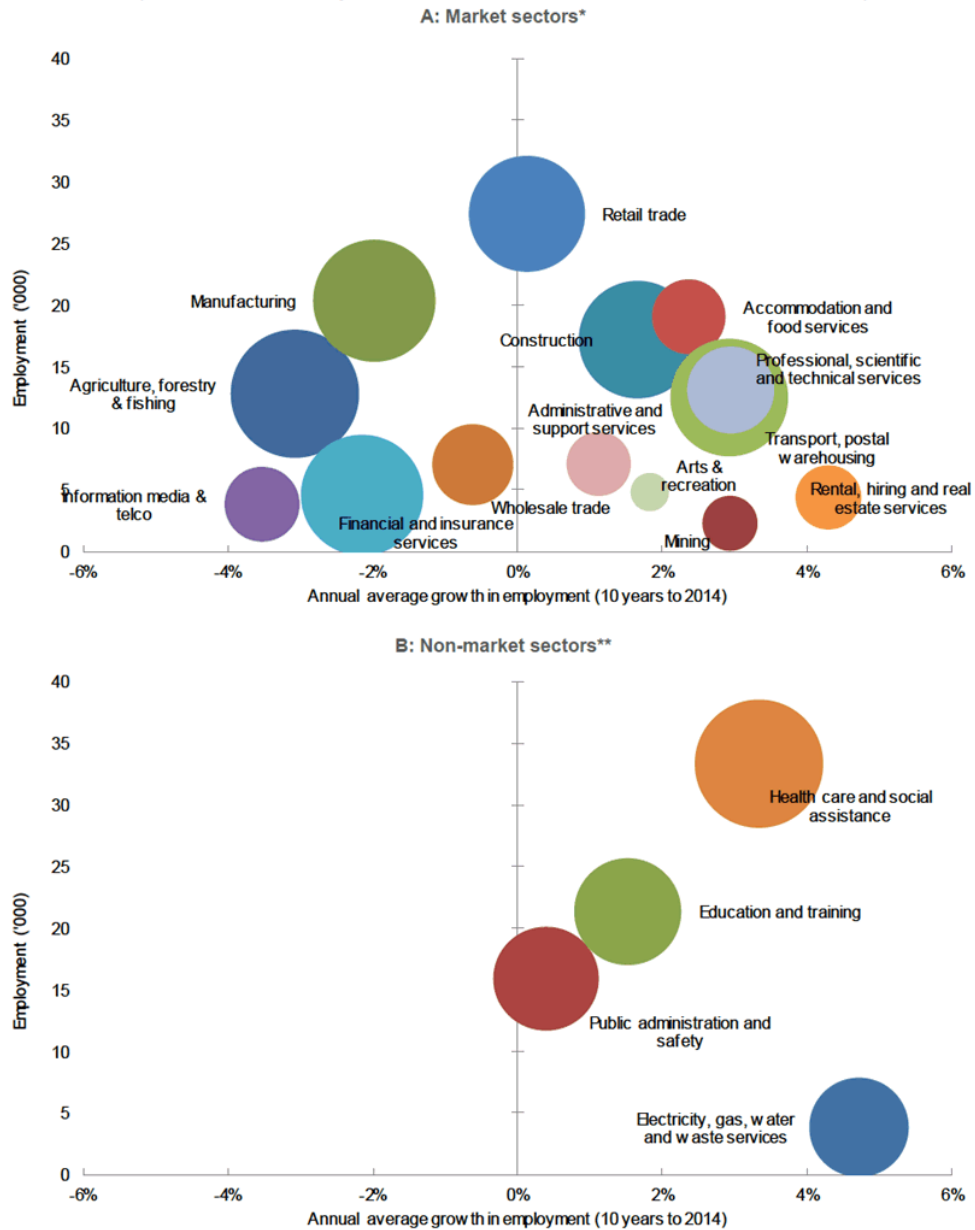 A: Market sectors*
40
35
30
25
20
15
10
5
0
Employment ('000)
Retail trade
Manufacturing
Accommodation and
food services
Construction
Professional, scientific
and technical services
Agriculture, forestry
& fishing
Administrative and
support services
Transport, postal
warehousing
Arts &
recreation
Information media &
telco
Rental, hiring and real
estate services
Wholesale trade
Financial and insurance
services
Mining
-6%
-4%
-2%
0%
2%
4%
6%
Annual average growth in employment (10 years to 2014)
B: Non-market sectors**
40
35
30
25
20
15
10
5
0
Employment ('000)
Health care and social
assistance
Education and training
Public administration and
safety
Electricity, gas, water
and waste services
-6%
-4%
-2%
0%
2%
4%
6%
Annual average growth in employment (10 years to 2014)